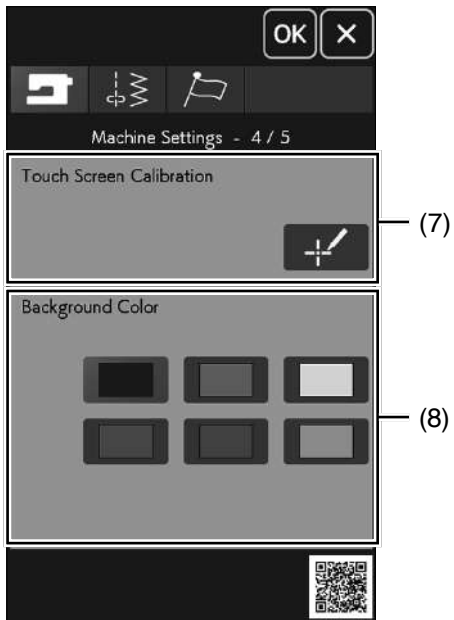 OK ×
Machine Settings - 4 / 5
Touch Screen Calibration
(7)
Background Color
(8)